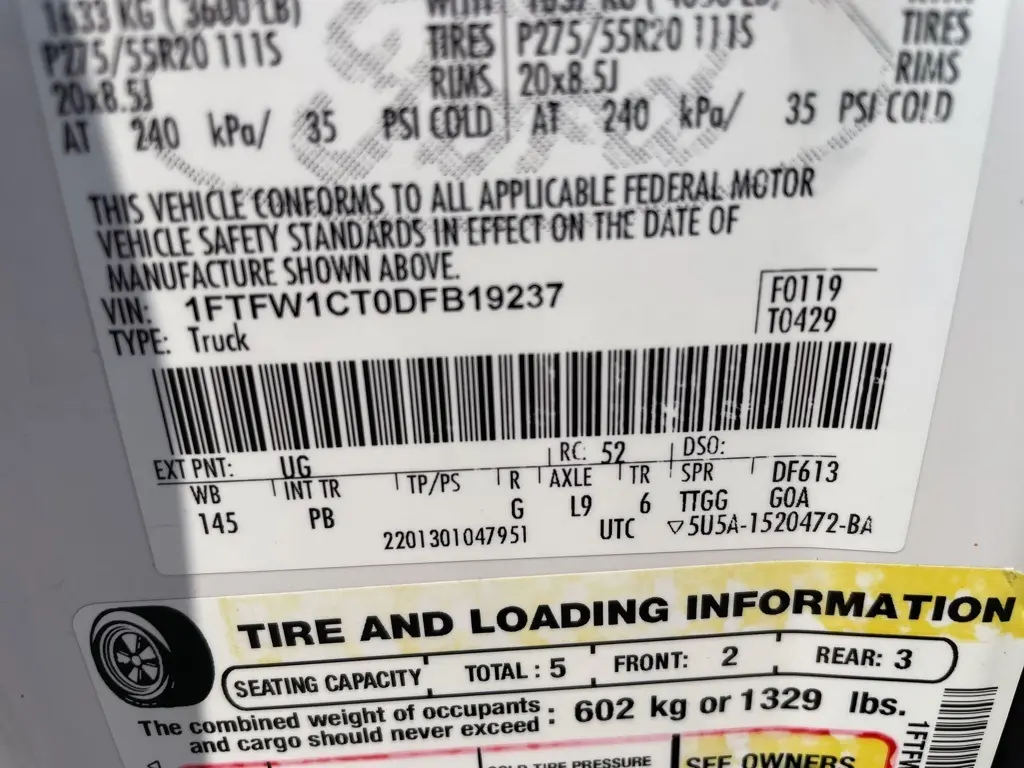 1633 KG ( 3600 LB)
P275/55R20 111S
20x8.5J
AT 240 kPa/ 35 PSI COLD
WITH
TIRES
RIMS
P275/55R20 111S
20x8.5J
AT 240 kPa/ 35 PSI COLD
TIRES
RIMS
THIS VEHICLE CONFORMS TO ALL APPLICABLE FEDERAL MOTOR
VEHICLE SAFETY STANDARDS IN EFFECT ON THE DATE OF
MANUFACTURE SHOWN ABOVE.
VIN: 1FTFW1CT0DFB19237
TYPE: Truck
F0119
T0429
EXT PNT: UG RC: 52 DSO:
WB INT TR TP/PS R AXLE TR SPR DF613
145 PB G L9 6 TTGG GOA
2201301047951 UTC ▽5U5A-1520472-BA
TIRE AND LOADING INFORMATION
SEATING CAPACITY TOTAL : 5 FRONT: 2 REAR: 3
The combined weight of occupants
and cargo should never exceed : 602 kg or 1329 lbs.
TIRE PRESSURE
SEE OWNERS
1FTF